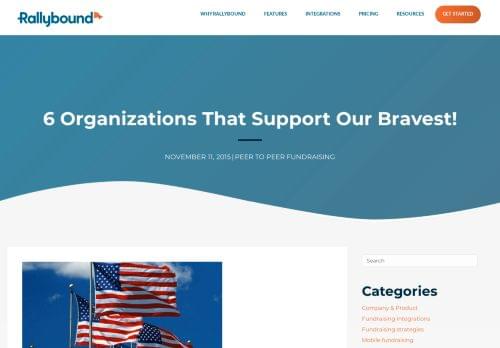 Rallybound
WHY RALLYBOUND
FEATURES
INTEGRATIONS
PRICING
RESOURCES
GET STARTED
6 Organizations That Support Our Bravest!
NOVEMBER 11, 2015 | PEER TO PEER FUNDRAISING
Search
Categories
Company & Product
Fundraising Integrations
Fundraising strategies
Mobile fundraising